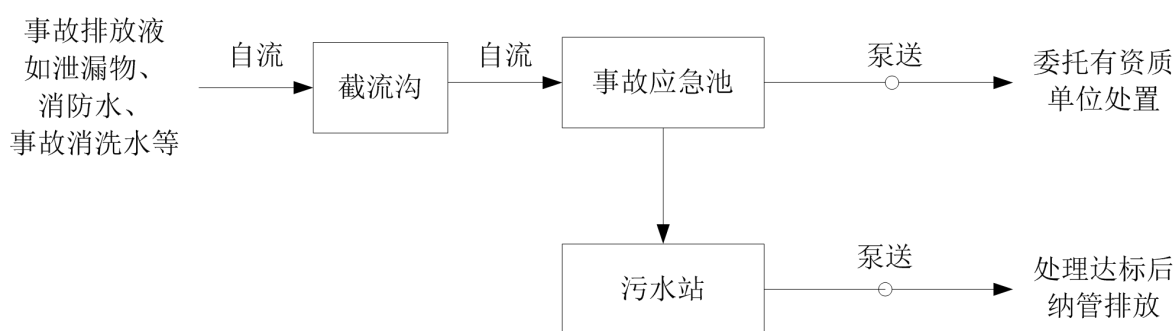 事故排放液
如泄漏物、
消防水、
事故消洗水等
自流
截流沟
自流
事故应急池
泵送
委托有资质
单位处置
污水站
泵送
处理达标后
纳管排放